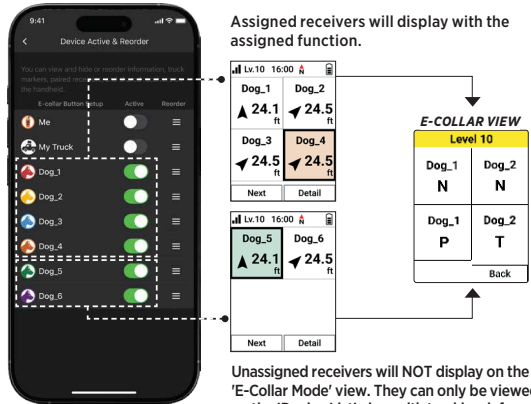 9:41
Device Active & Reorder
You can view and hide or reorder information, truck
markers, paired rece
the handheld.
E-collar Button Setup Active Reorder
Me
My Truck
Dog_1
Dog_2
Dog_3
Dog_4
Dog_5
Dog_6
Assigned receivers will display with the
assigned function.
Lv.10 16:00 N
Dog_1 Dog_2
24.1 ft 24.5 ft
Dog_3 Dog_4
24.5 ft 24.5 ft
Next Detail
Lv.10 16:00 N
Dog_5 Dog_6
24.1 ft 24.5 ft
Next Detail
E-COLLAR VIEW
Level 10
Dog_1 Dog_2
N N
Dog_1 Dog_2
P T
Back
Unassigned receivers will NOT display on the
'E-Collar Mode' view. They can only be viewed